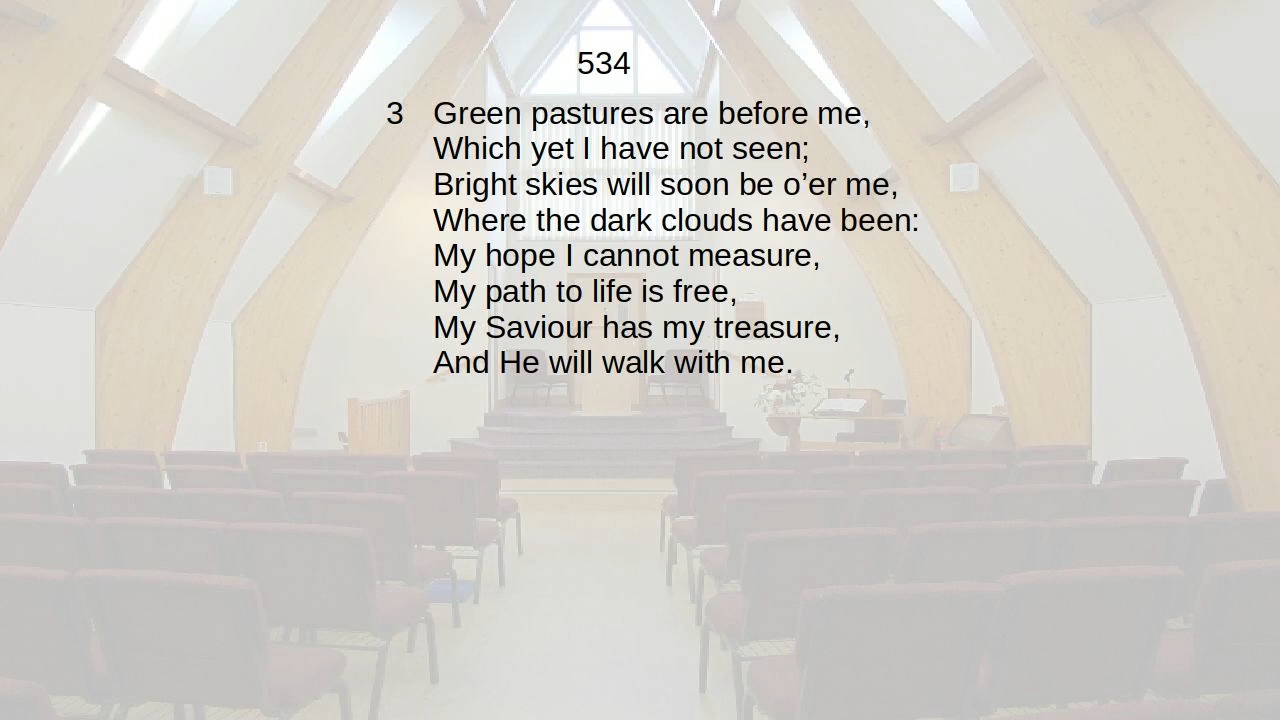 534
3 Green pastures are before me,
Which yet I have not seen;
Bright skies will soon be o’er me,
Where the dark clouds have been:
My hope I cannot measure,
My path to life is free,
My Saviour has my treasure,
And He will walk with me.